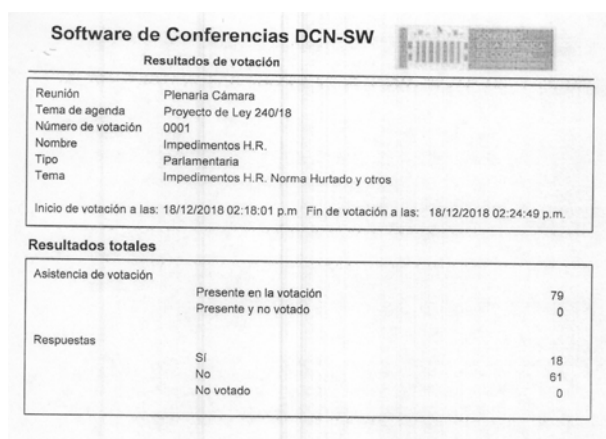 Software de Conferencias DCN-SW
Resultados de votación
Reunión Plenaria Cámara
Tema de agenda Proyecto de Ley 240/18
Número de votación 0001
Nombre Impedimentos H.R.
Tipo Parlamentaria
Tema Impedimentos H.R. Norma Hurtado y otros
Inicio de votación a las: 18/12/2018 02:18:01 p.m Fin de votación a las: 18/12/2018 02:24:49 p.m.
Resultados totales
Asistencia de votación
Presente en la votación 79
Presente y no votado 0
Respuestas
Sí 18
No 61
No votado 0